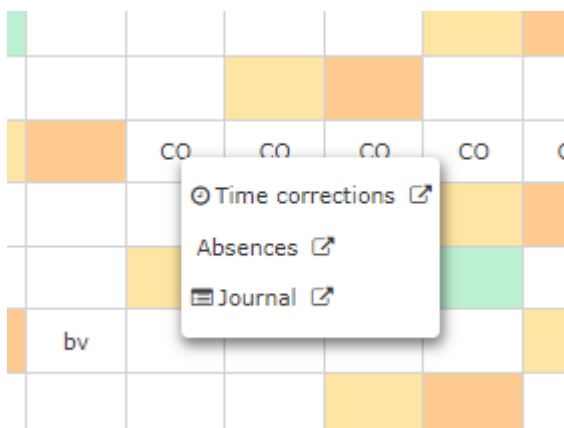 CO CO CO CO
Time corrections
Absences
Journal
bv